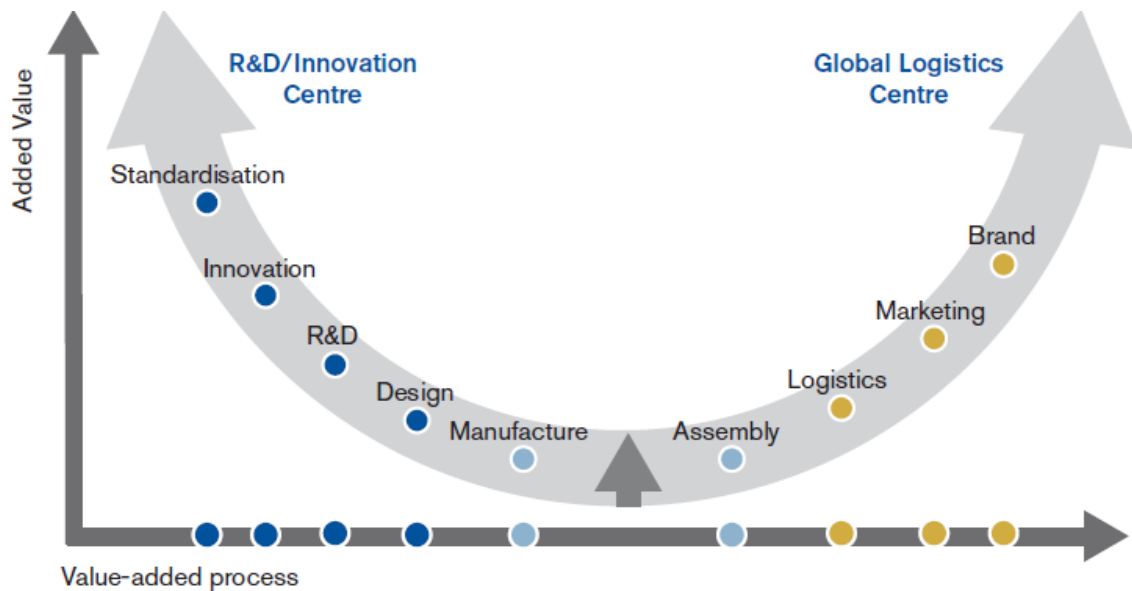 Added Value
R&D/Innovation
Centre
Global Logistics
Centre
Standardisation
Innovation
R&D
Design
Manufacture
Assembly
Logistics
Marketing
Brand
Value-added process